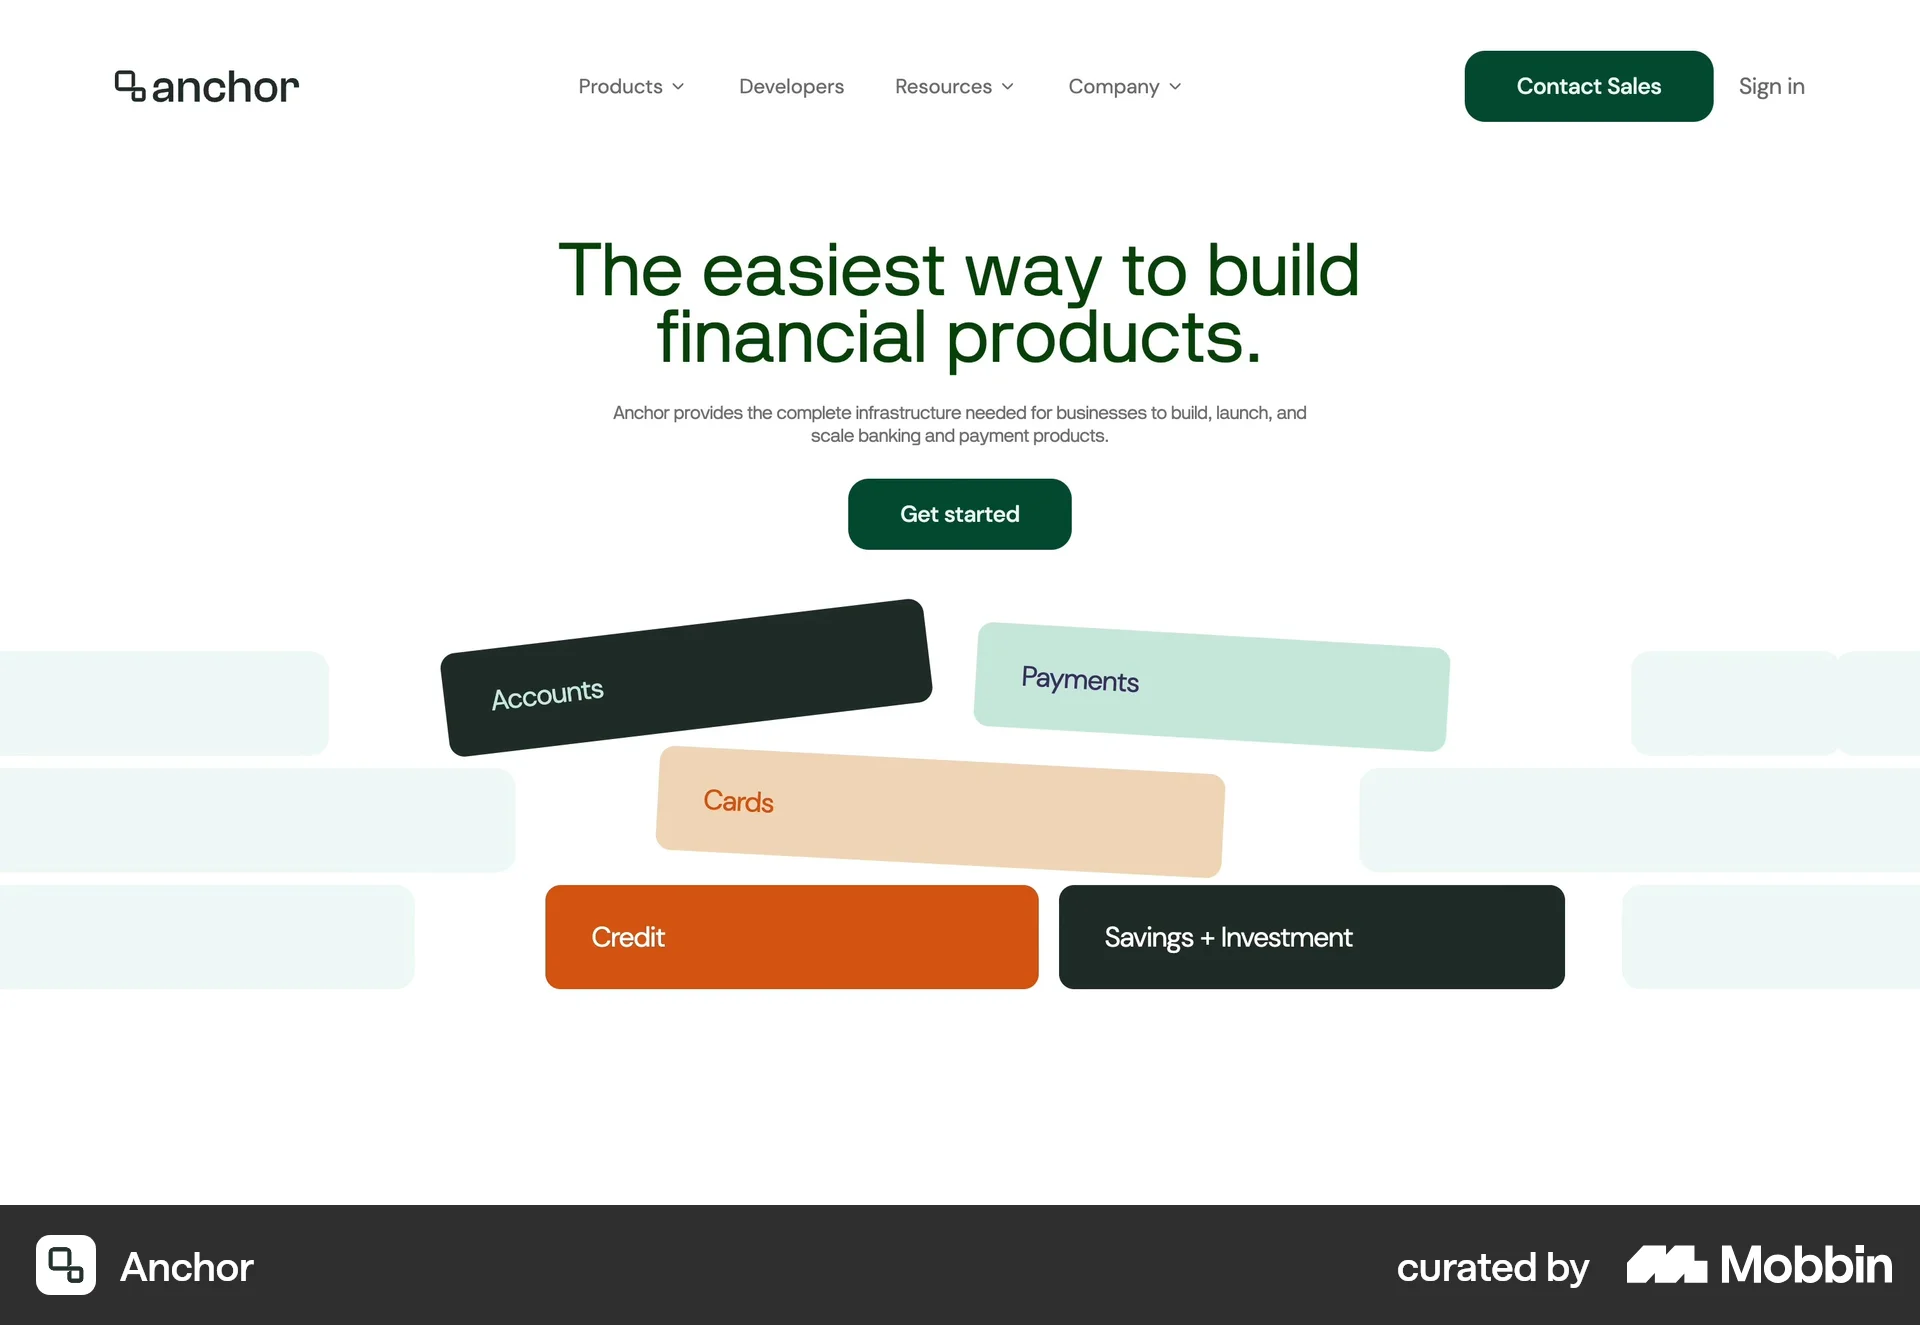 anchor
Products
Developers
Resources
Company
Contact Sales
Sign in
The easiest way to build
financial products.
Anchor provides the complete infrastructure needed for businesses to build, launch, and
scale banking and payment products.
Get started
Accounts
Payments
Cards
Credit
Savings + Investment
Anchor
curated by
Mobbin